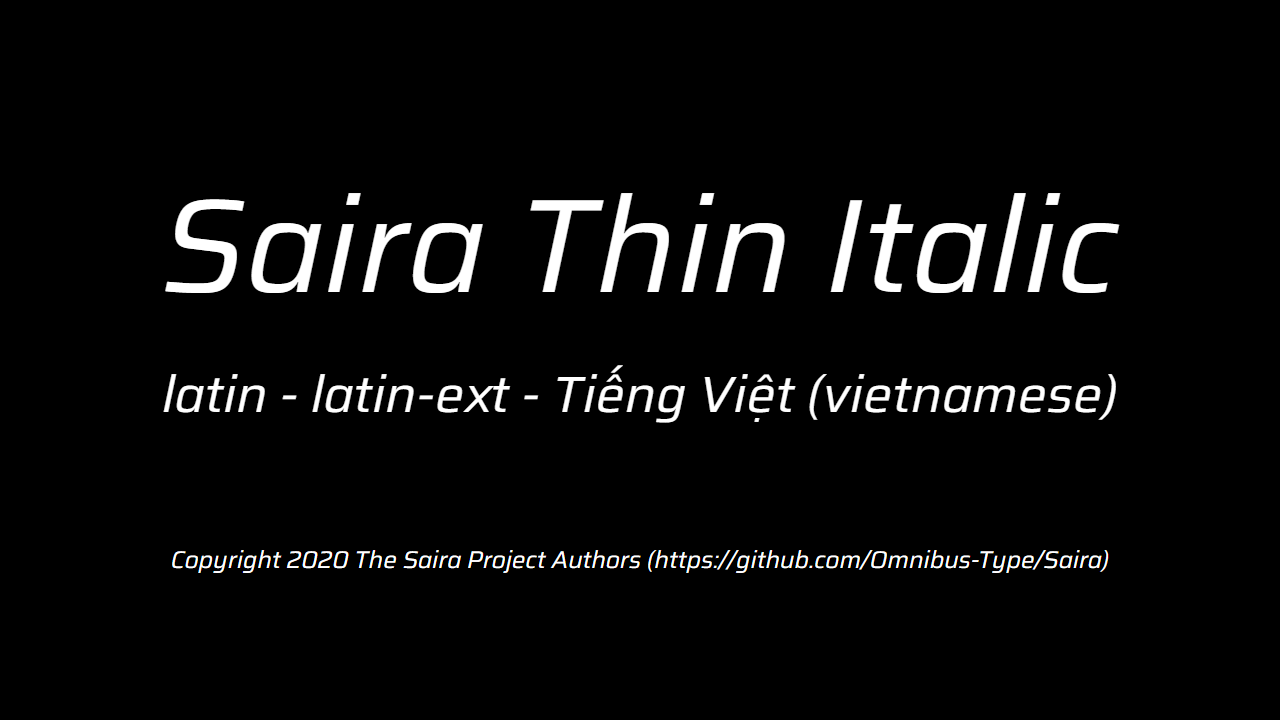 Saira Thin Italic
latin - latin-ext - Tiếng Việt (vietnamese)
Copyright 2020 The Saira Project Authors (https://github.com/Omnibus-Type/Saira)